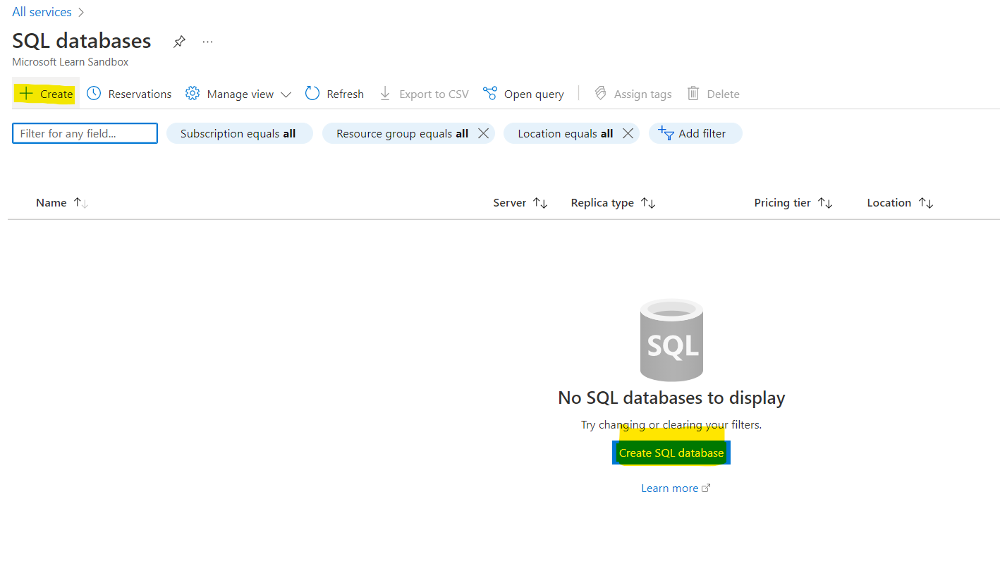 All services
SQL databases
Microsoft Learn Sandbox
Create Reservations Manage view Refresh Export to CSV Open query Assign tags Delete
Filter for any field... Subscription equals all Resource group equals all Location equals all Add filter
Name Server Replica type Pricing tier Location
SQL
No SQL databases to display
Try changing or clearing your filters.
Create SQL database
Learn more